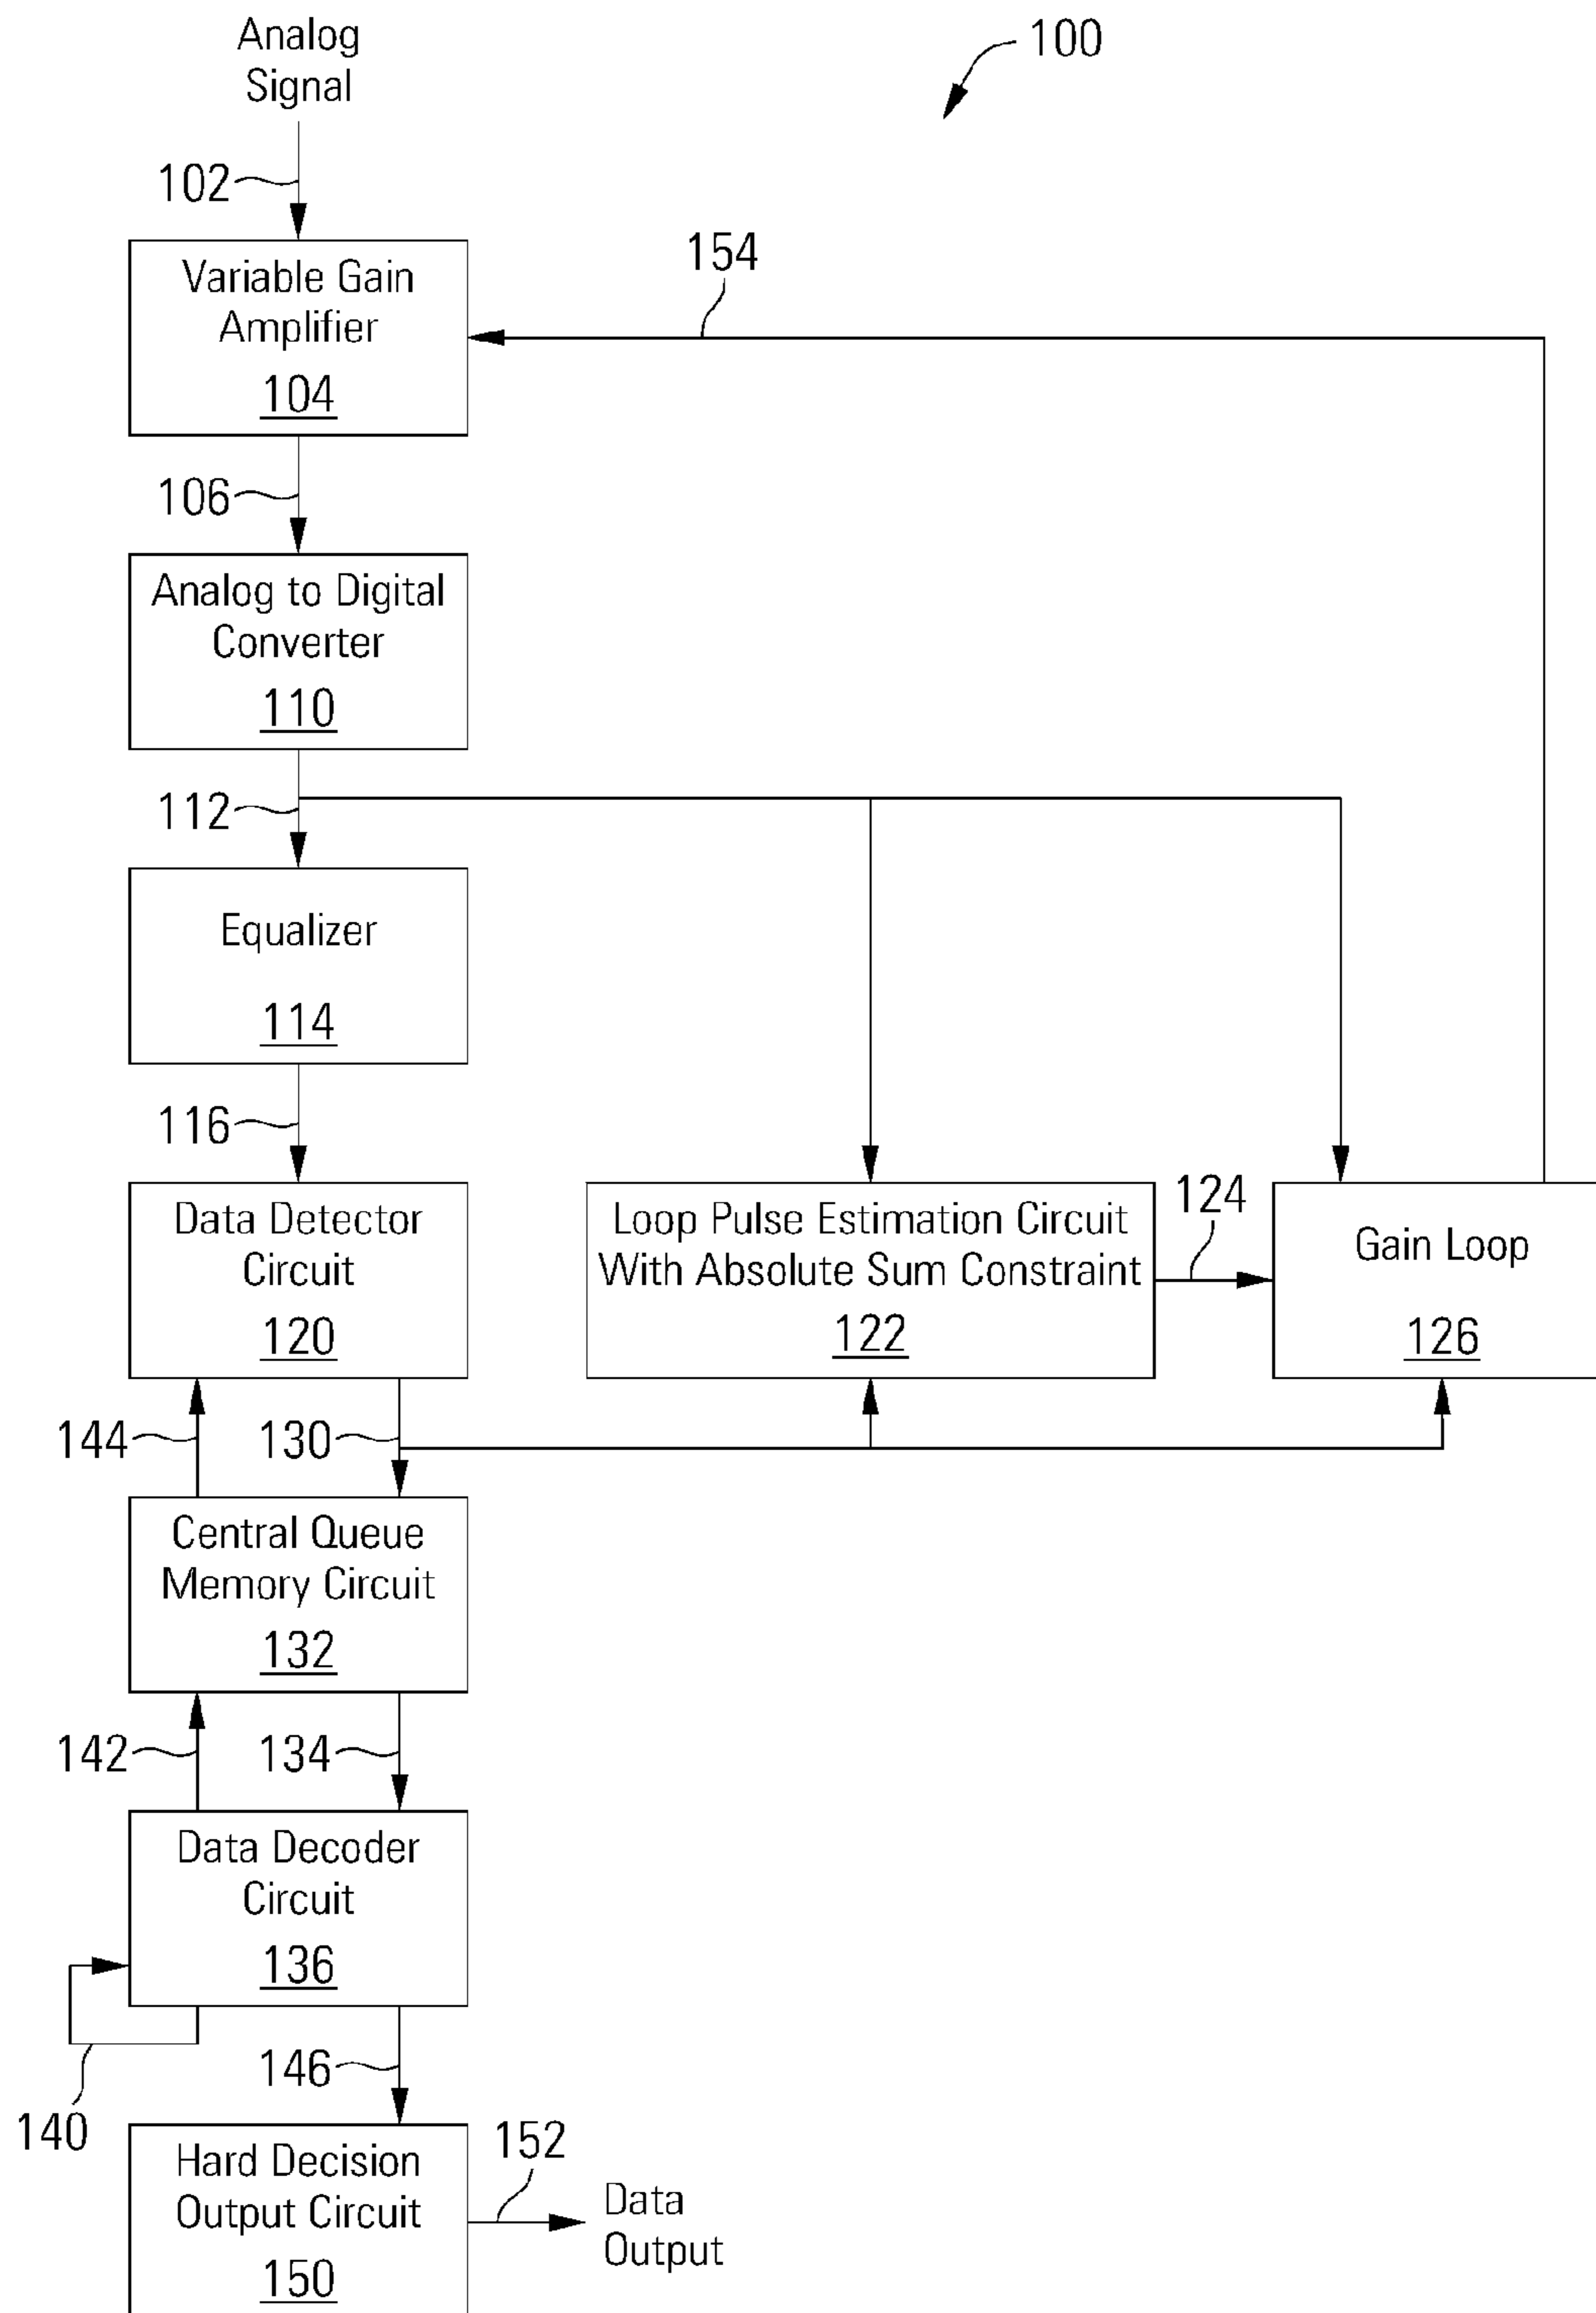 Analog
Signal
100
102
154
Variable Gain
Amplifier
104
106
Analog to Digital
Converter
110
112
Equalizer
114
116
124
Data Detector
Circuit
120
Loop Pulse Estimation Circuit
With Absolute Sum Constraint
122
Gain Loop
126
144
130
Central Queue
Memory Circuit
132
142
134
Data Decoder
Circuit
136
146
140
152
Hard Decision
Output Circuit
150
Data
Output